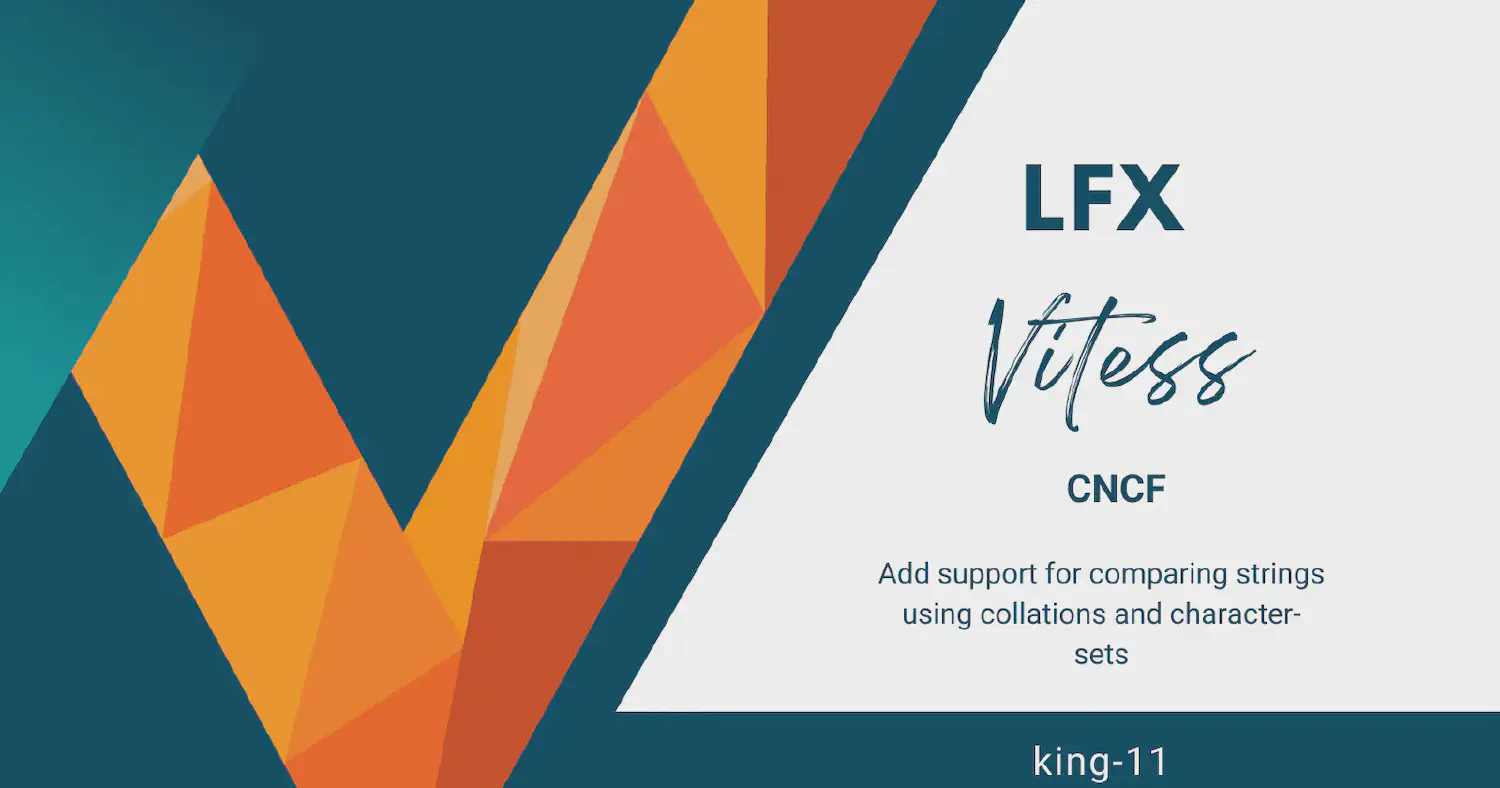 LFX
Vitess
CNCF
Add support for comparing strings
using collations and character-
sets
king-11